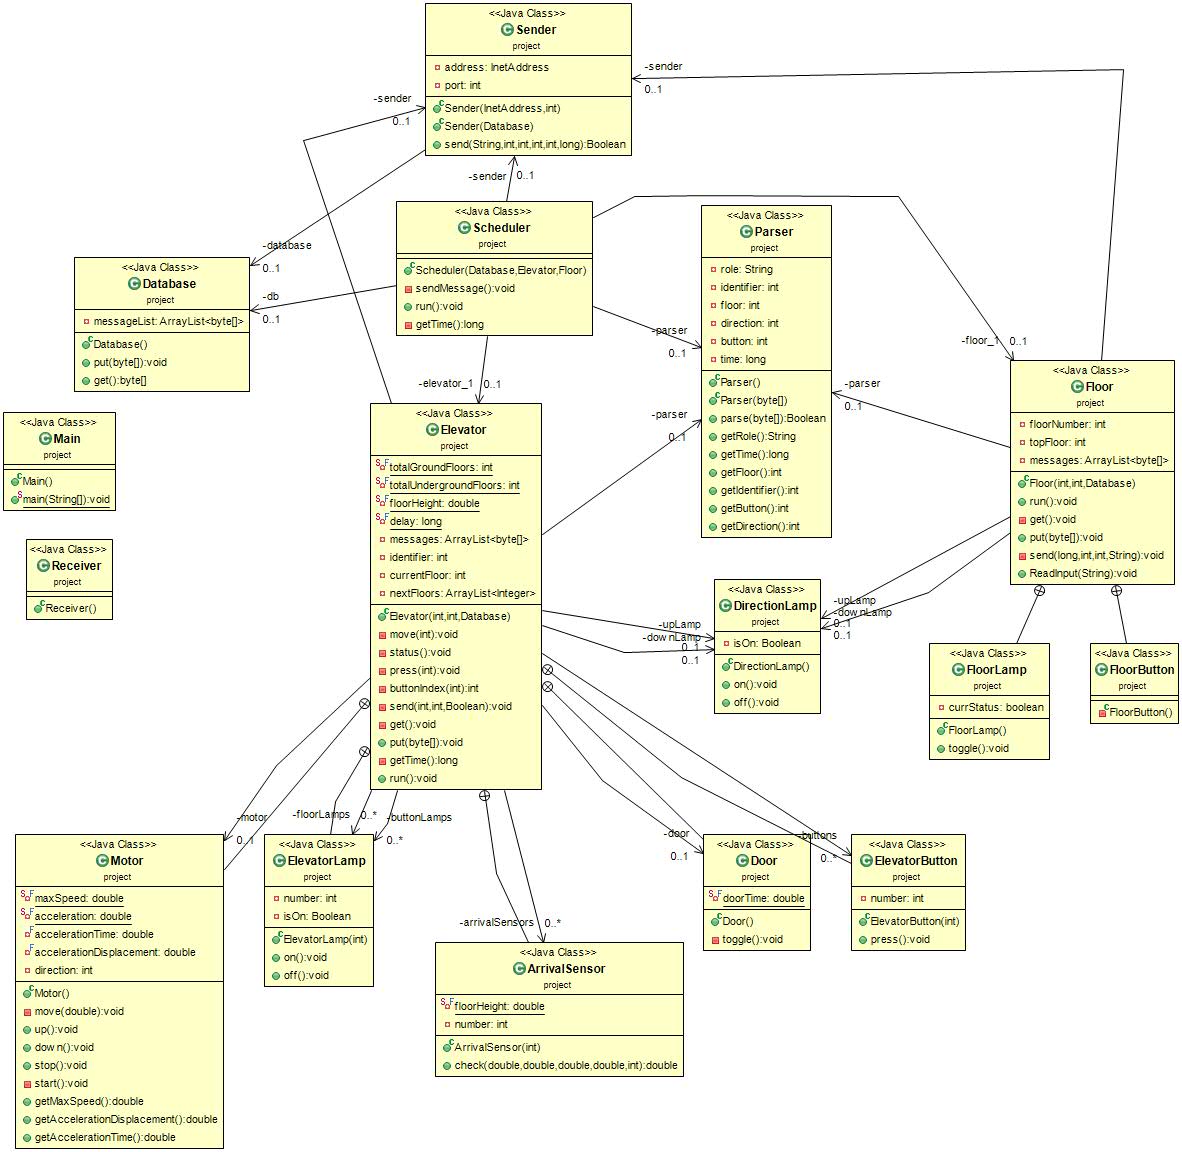 <<Java Class>>
Sender
project
address: InetAddress
port: int
Sender(InetAddress,int)
Sender(Database)
send(String,int,int,int,int,long):Boolean
-sender
0..1
-sender
0..1
-sender
0..1
<<Java Class>>
Scheduler
project
Scheduler(Database,Elevator,Floor)
sendMessage():void
run():void
getTime():long
<<Java Class>>
Parser
project
role: String
identifier: int
floor: int
direction: int
button: int
time: long
Parser()
Parser(byte[])
parse(byte[]):Boolean
getRole():String
getTime():long
getFloor():int
getIdentifier():int
getButton():int
getDirection():int
-database
0..1
-db
0..1
<<Java Class>>
Database
project
messageList: ArrayList<byte[]>
Database()
put(byte[]):void
get():byte[]
-parser
0..1
-floor_1
0..1
-elevator_1
0..1
-parser
0..1
-parser
0..1
<<Java Class>>
Floor
project
floorNumber: int
topFloor: int
messages: ArrayList<byte[]>
Floor(int,int,Database)
run():void
get():void
put(byte[]):void
send(long,int,int,String):void
ReadInput(String):void
<<Java Class>>
Main
project
Main()
main(String[]):void
<<Java Class>>
Elevator
project
totalGroundFloors: int
totalUndergroundFloors: int
floorHeight: double
delay: long
messages: ArrayList<byte[]>
identifier: int
currentFloor: int
nextFloors: ArrayList<Integer>
Elevator(int,int,Database)
move(int):void
status():void
press(int):void
buttonIndex(int):int
send(int,int,Boolean):void
get():void
put(byte[]):void
getTime():long
run():void
<<Java Class>>
Receiver
project
Receiver()
<<Java Class>>
DirectionLamp
project
isOn: Boolean
DirectionLamp()
on():void
off():void
-upLamp
-downLamp
0..1
0..1
-upLamp
-downLamp
0..1
0..1
<<Java Class>>
FloorLamp
project
currStatus: boolean
FloorLamp()
toggle():void
<<Java Class>>
FloorButton
project
FloorButton()
-motor
0..1
-floorLamps
0..*
-buttonLamps
0..*
-door
0..1
-buttons
0..*
-arrivalSensors
0..*
<<Java Class>>
Motor
project
maxSpeed: double
acceleration: double
accelerationTime: double
accelerationDisplacement: double
direction: int
Motor()
move(double):void
up():void
down():void
stop():void
start():void
getMaxSpeed():double
getAccelerationDisplacement():double
getAccelerationTime():double
<<Java Class>>
ElevatorLamp
project
number: int
isOn: Boolean
ElevatorLamp(int)
on():void
off():void
<<Java Class>>
Door
project
doorTime: double
Door()
toggle():void
<<Java Class>>
ElevatorButton
project
number: int
ElevatorButton(int)
press():void
<<Java Class>>
ArrivalSensor
project
floorHeight: double
number: int
ArrivalSensor(int)
check(double,double,double,double,int):double